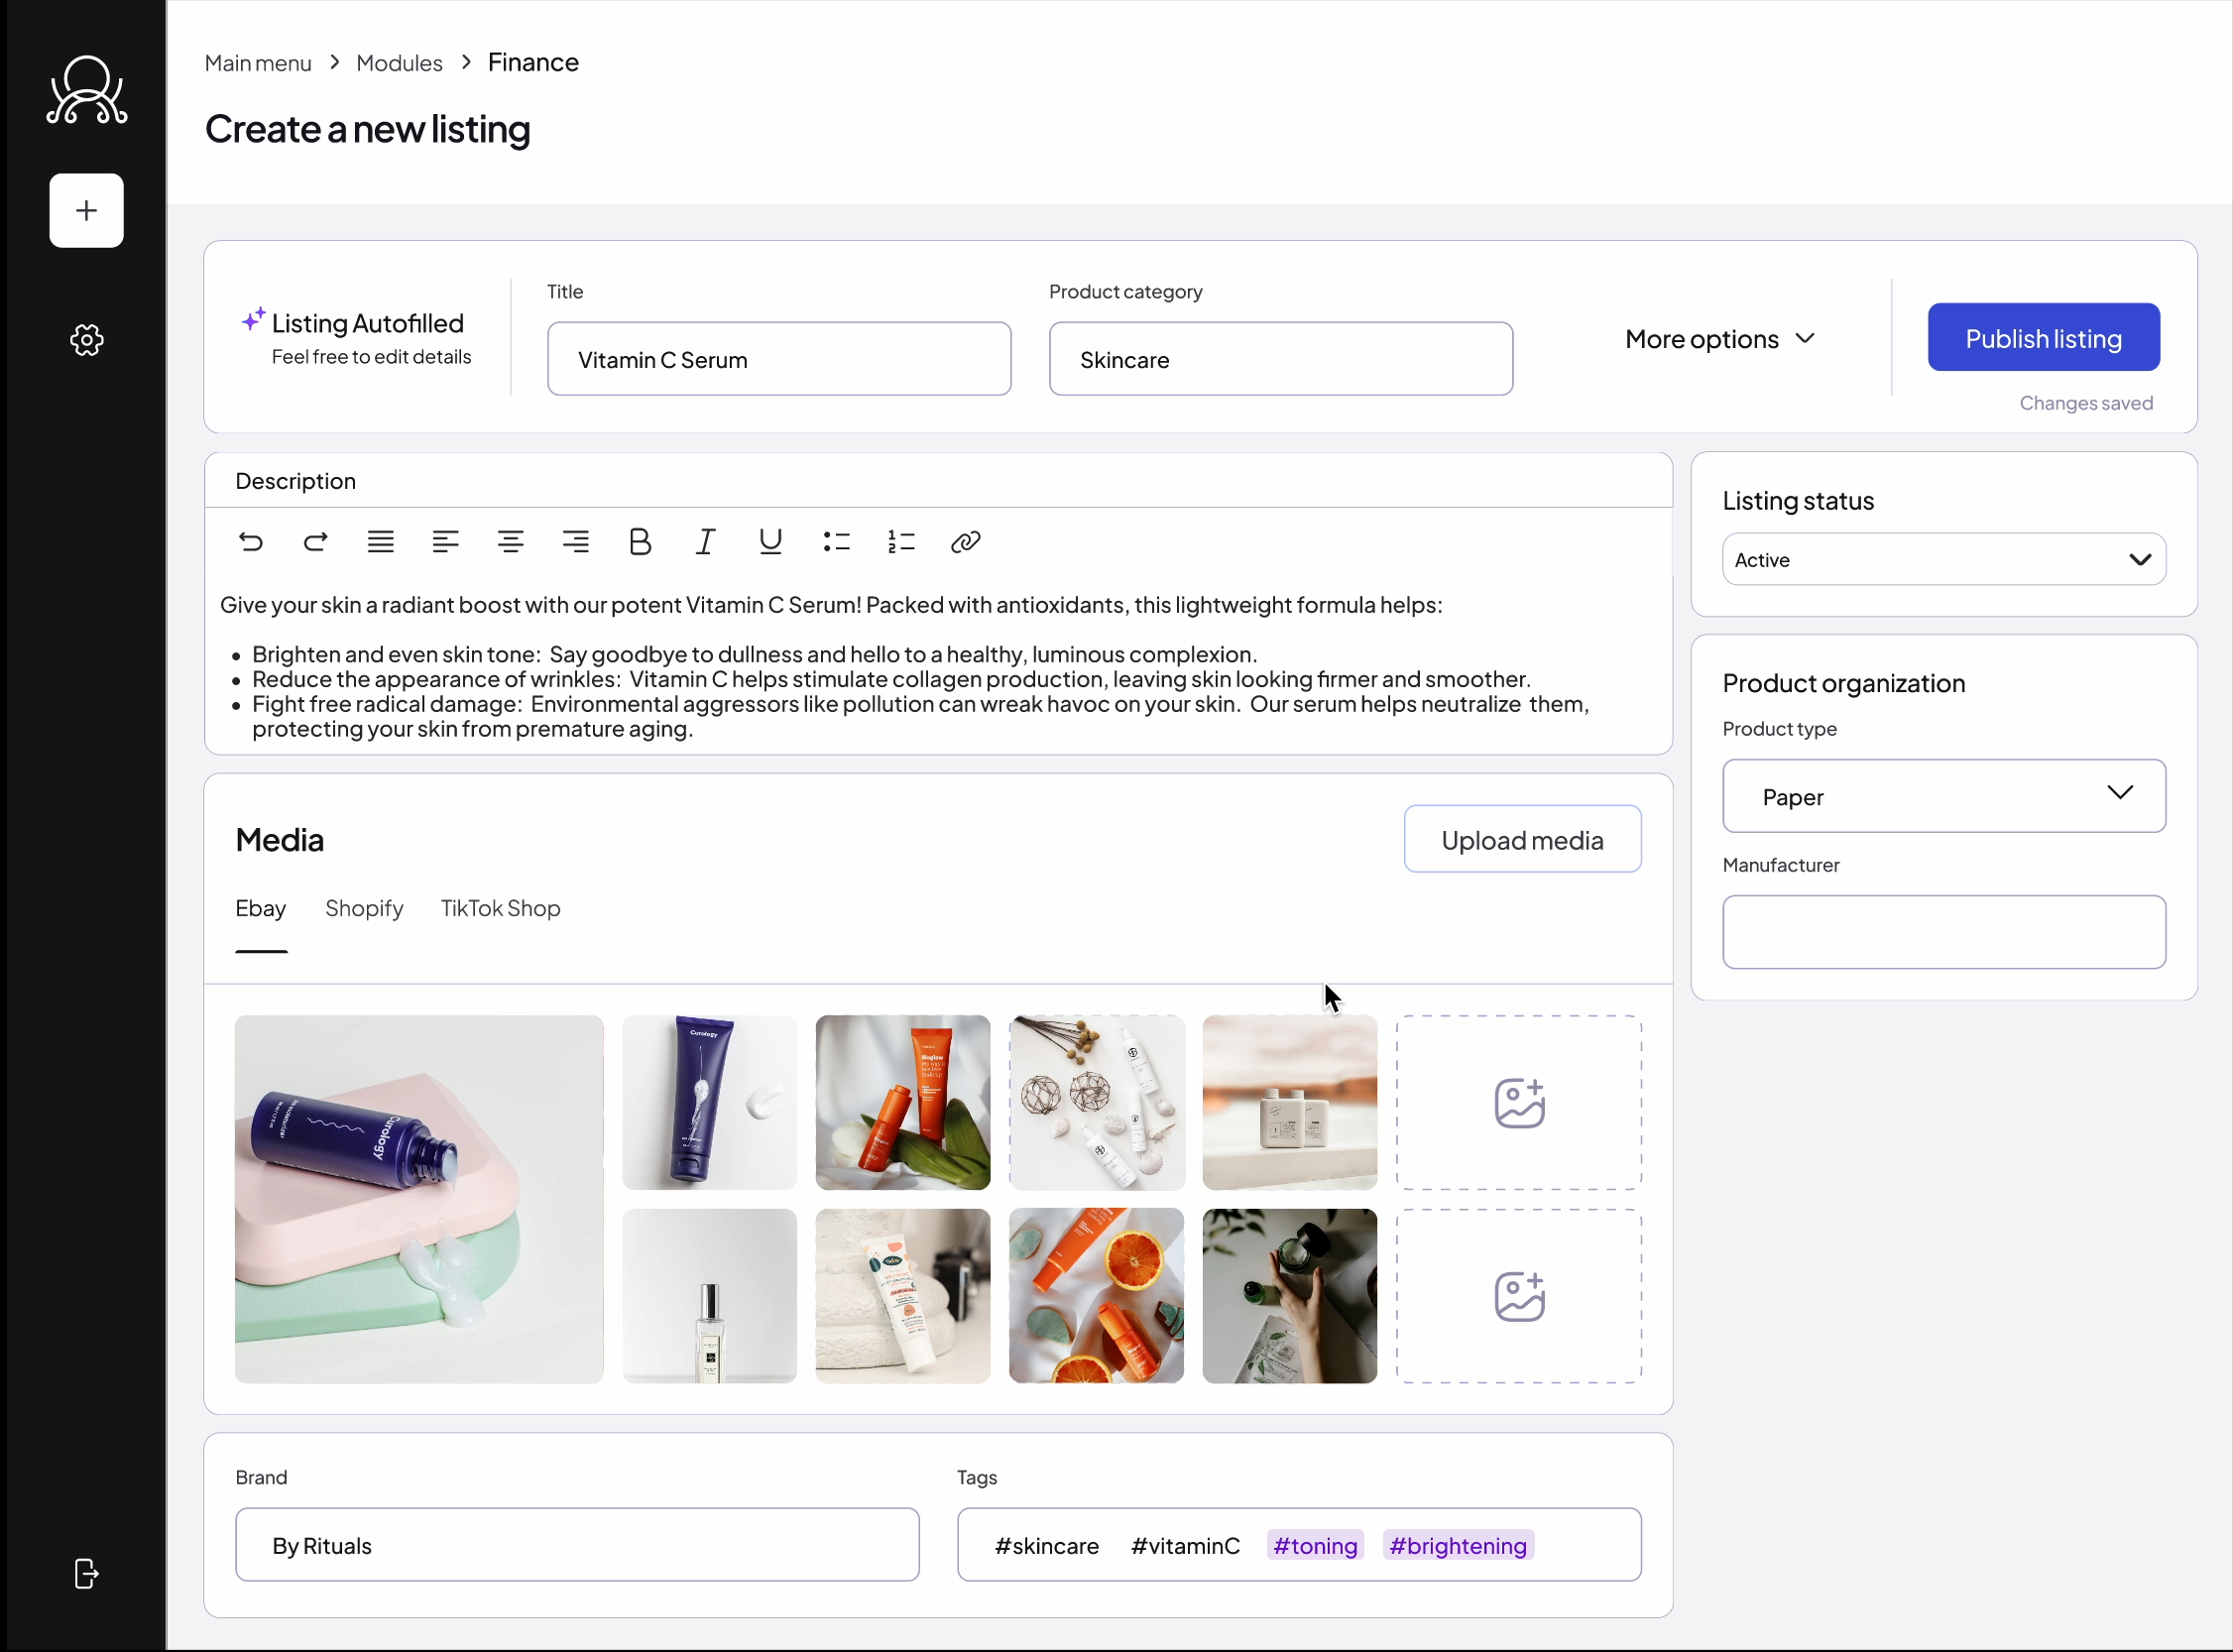 Main menu > Modules > Finance
Create a new listing
Listing Autofilled
Feel free to edit details
Title
Vitamin C Serum
Product category
Skincare
More options
Publish listing
Changes saved
Description
Give your skin a radiant boost with our potent Vitamin C Serum! Packed with antioxidants, this lightweight formula helps:
• Brighten and even skin tone: Say goodbye to dullness and hello to a healthy, luminous complexion.
• Reduce the appearance of wrinkles: Vitamin C helps stimulate collagen production, leaving skin looking firmer and smoother.
• Fight free radical damage: Environmental aggressors like pollution can wreak havoc on your skin. Our serum helps neutralize them,
protecting your skin from premature aging.
Listing status
Active
Product organization
Product type
Paper
Manufacturer
Media
Upload media
Ebay Shopify TikTok Shop
Curology
Curology
Bioglow
Brand
By Rituals
Tags
#skincare #vitaminC #toning #brightening